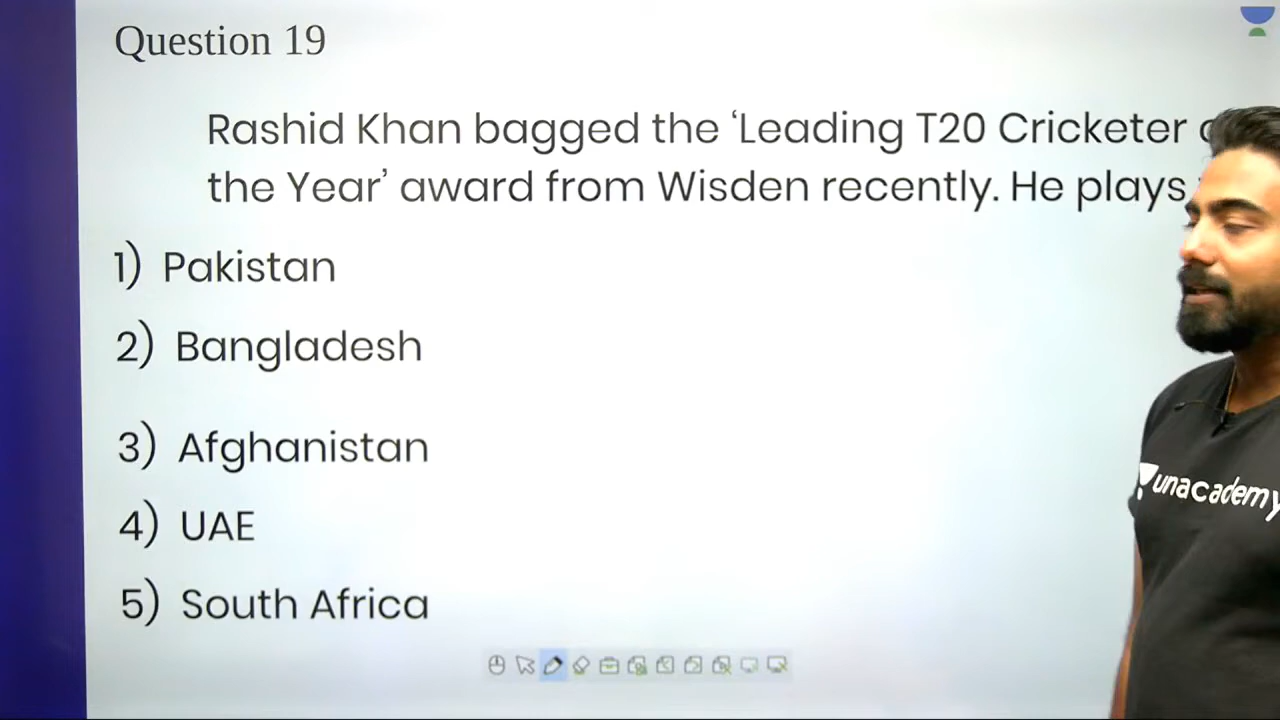 Question 19
Rashid Khan bagged the ‘Leading T20 Cricketer
the Year’ award from Wisden recently. He plays
1) Pakistan
2) Bangladesh
3) Afghanistan
4) UAE
5) South Africa
unacademy